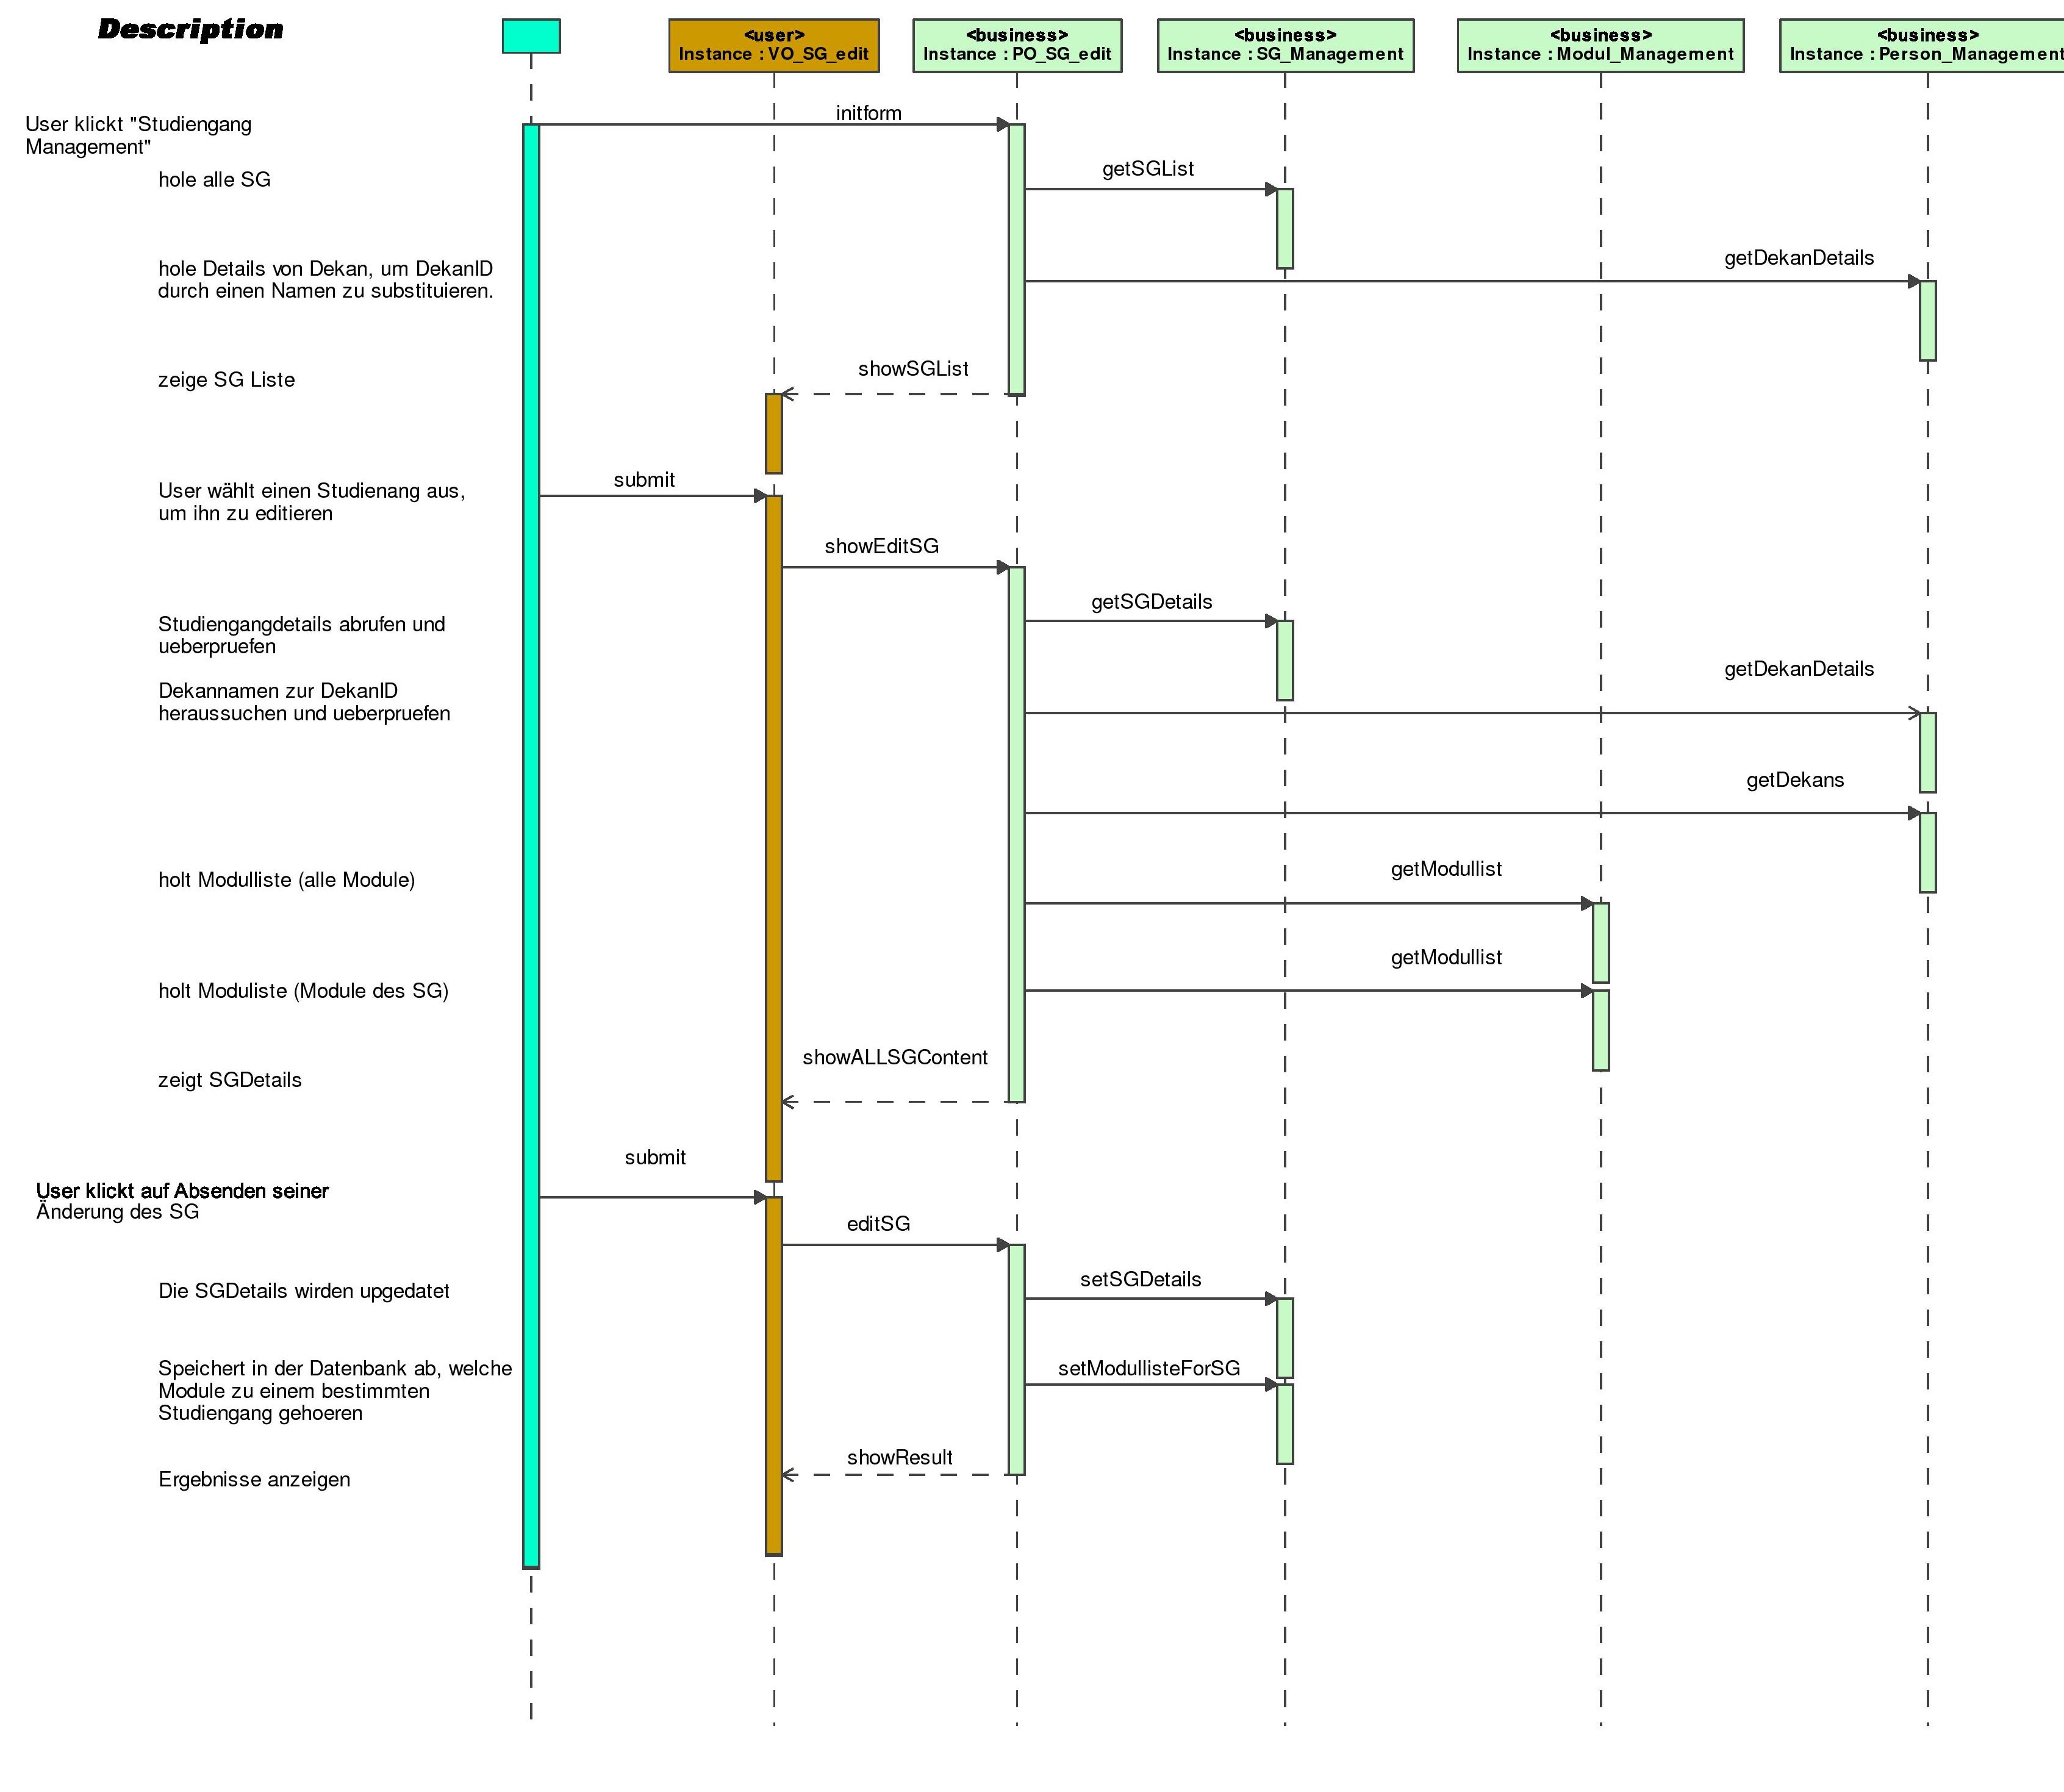 Description
<user>
Instance : VO_SG_edit
<business>
Instance : PO_SG_edit
<business>
Instance : SG_Management
<business>
Instance : Modul_Management
<business>
Instance : Person_Management
initform
User klickt "Studiengang
Management"
getSGList
hole alle SG
getDekanDetails
hole Details von Dekan, um DekanID
durch einen Namen zu substituieren.
showSGList
zeige SG Liste
submit
User wählt einen Studienang aus,
um ihn zu editieren
showEditSG
getSGDetails
Studiengangdetails abrufen und
ueberpruefen
getDekanDetails
Dekannamen zur DekanID
heraussuchen und ueberpruefen
getDekans
getModullist
holt Modulliste (alle Module)
getModullist
holt Moduliste (Module des SG)
showALLSGContent
zeigt SGDetails
submit
User klickt auf Absenden seiner
Änderung des SG
editSG
setSGDetails
Die SGDetails wirden upgedatet
setModullisteForSG
Speichert in der Datenbank ab, welche
Module zu einem bestimmten
Studiengang gehoeren
showResult
Ergebnisse anzeigen